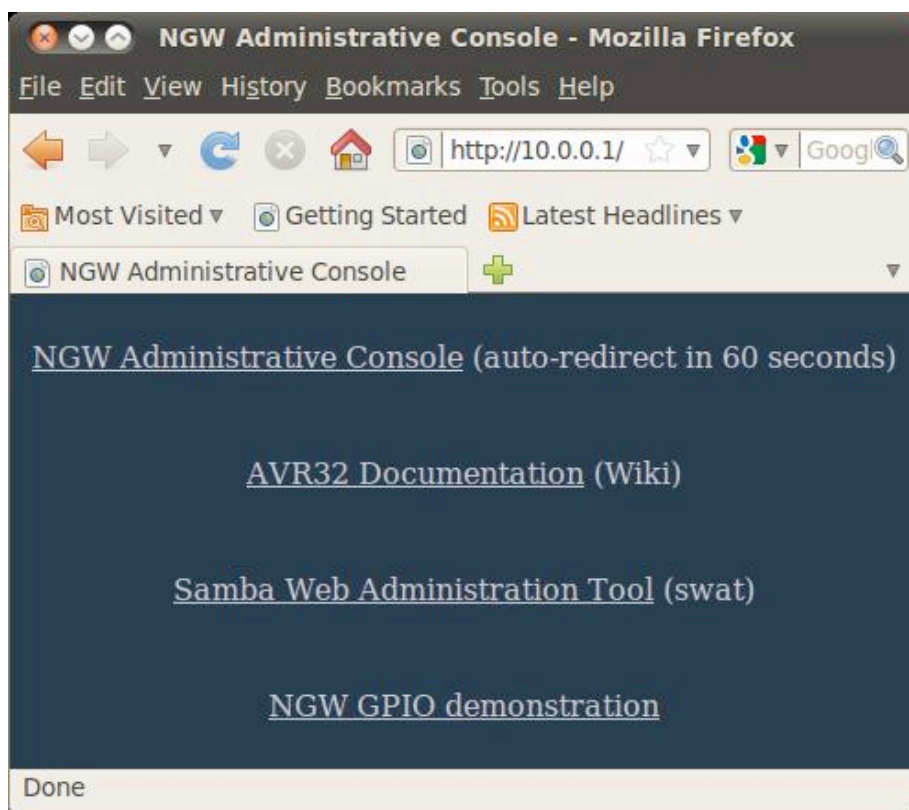 NGW Administrative Console - Mozilla Firefox
File Edit View History Bookmarks Tools Help
http://10.0.0.1/ Googl
Most Visited Getting Started Latest Headlines
NGW Administrative Console
NGW Administrative Console (auto-redirect in 60 seconds)
AVR32 Documentation (Wiki)
Samba Web Administration Tool (swat)
NGW GPIO demonstration
Done